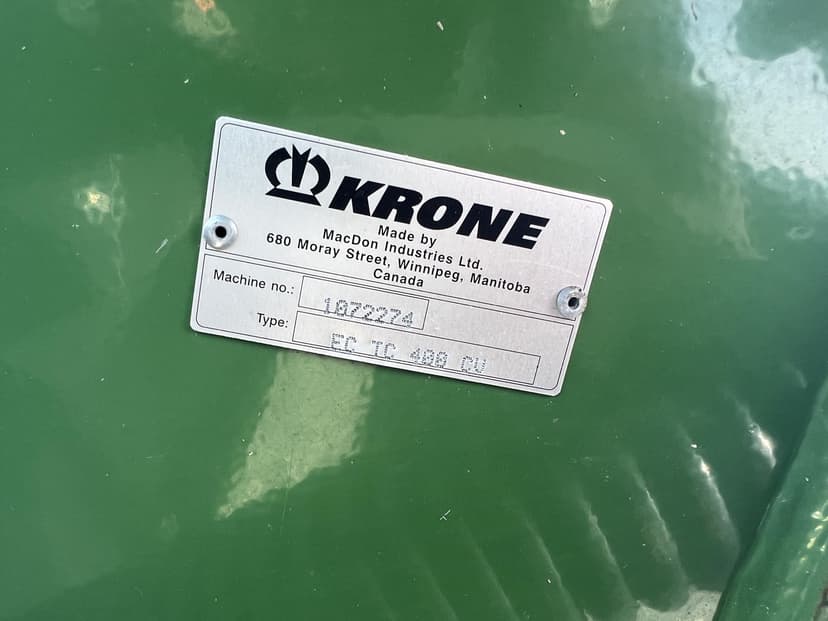 KRONE
Made by
MacDon Industries Ltd.
680 Moray Street, Winnipeg, Manitoba
Canada
Machine no.: 1072274
Type: EC TC 400 CV